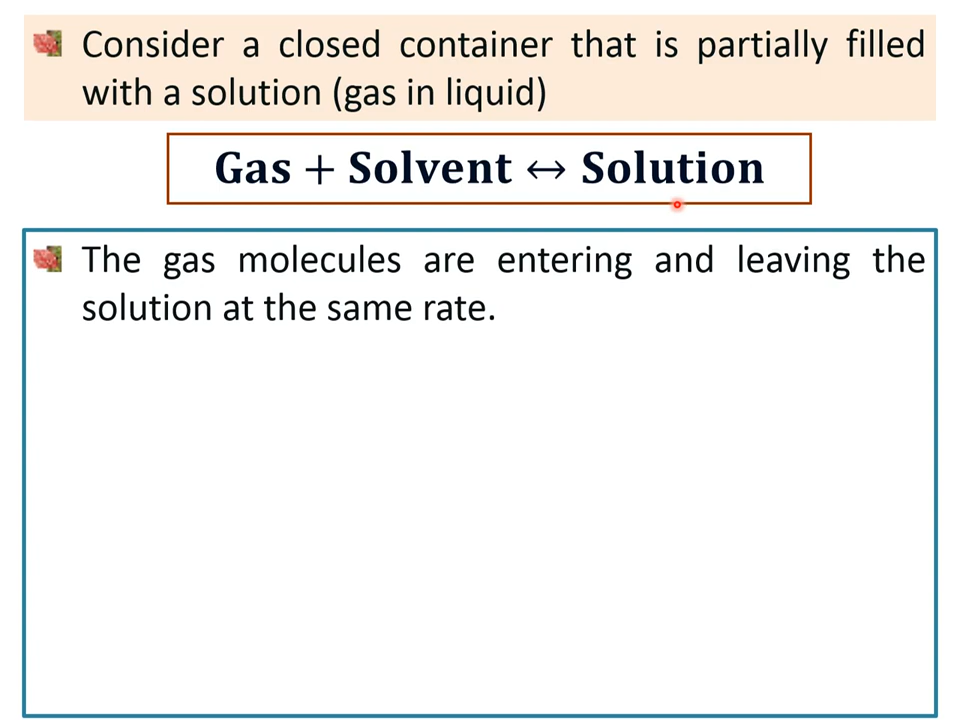 Consider a closed container that is partially filled
with a solution (gas in liquid)
Gas + Solvent ↔ Solution
The gas molecules are entering and leaving the
solution at the same rate.